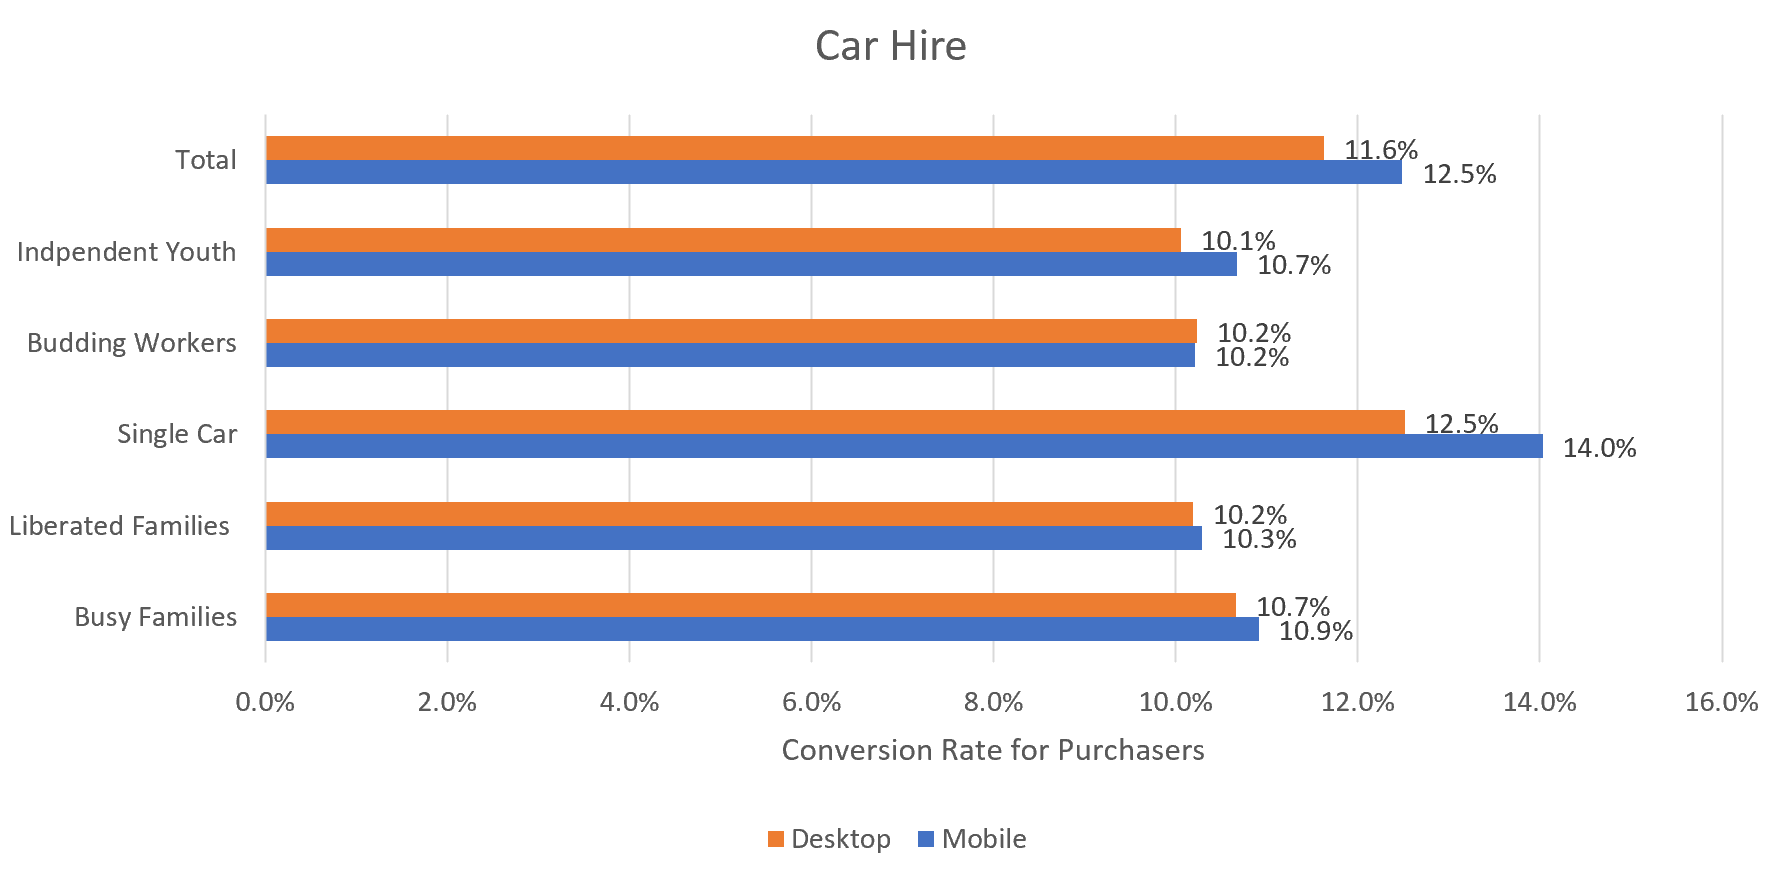 Car Hire
Total
11.6%
12.5%
Indpendent Youth
10.1%
10.7%
Budding Workers
10.2%
10.2%
Single Car
12.5%
14.0%
Liberated Families
10.2%
10.3%
Busy Families
10.7%
10.9%
0.0% 2.0% 4.0% 6.0% 8.0% 10.0% 12.0% 14.0% 16.0%
Conversion Rate for Purchasers
Desktop Mobile